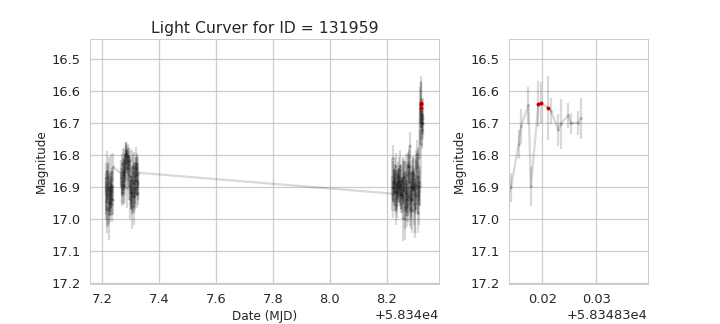 Light Curver for ID = 131959
Magnitude
16.5
16.6
16.7
16.8
16.9
17.0
17.1
17.2
7.2 7.4 7.6 7.8 8.0 8.2
Date (MJD) +5.834e4
Magnitude
16.5
16.6
16.7
16.8
16.9
17.0
17.1
17.2
0.02 0.03
+5.83483e4